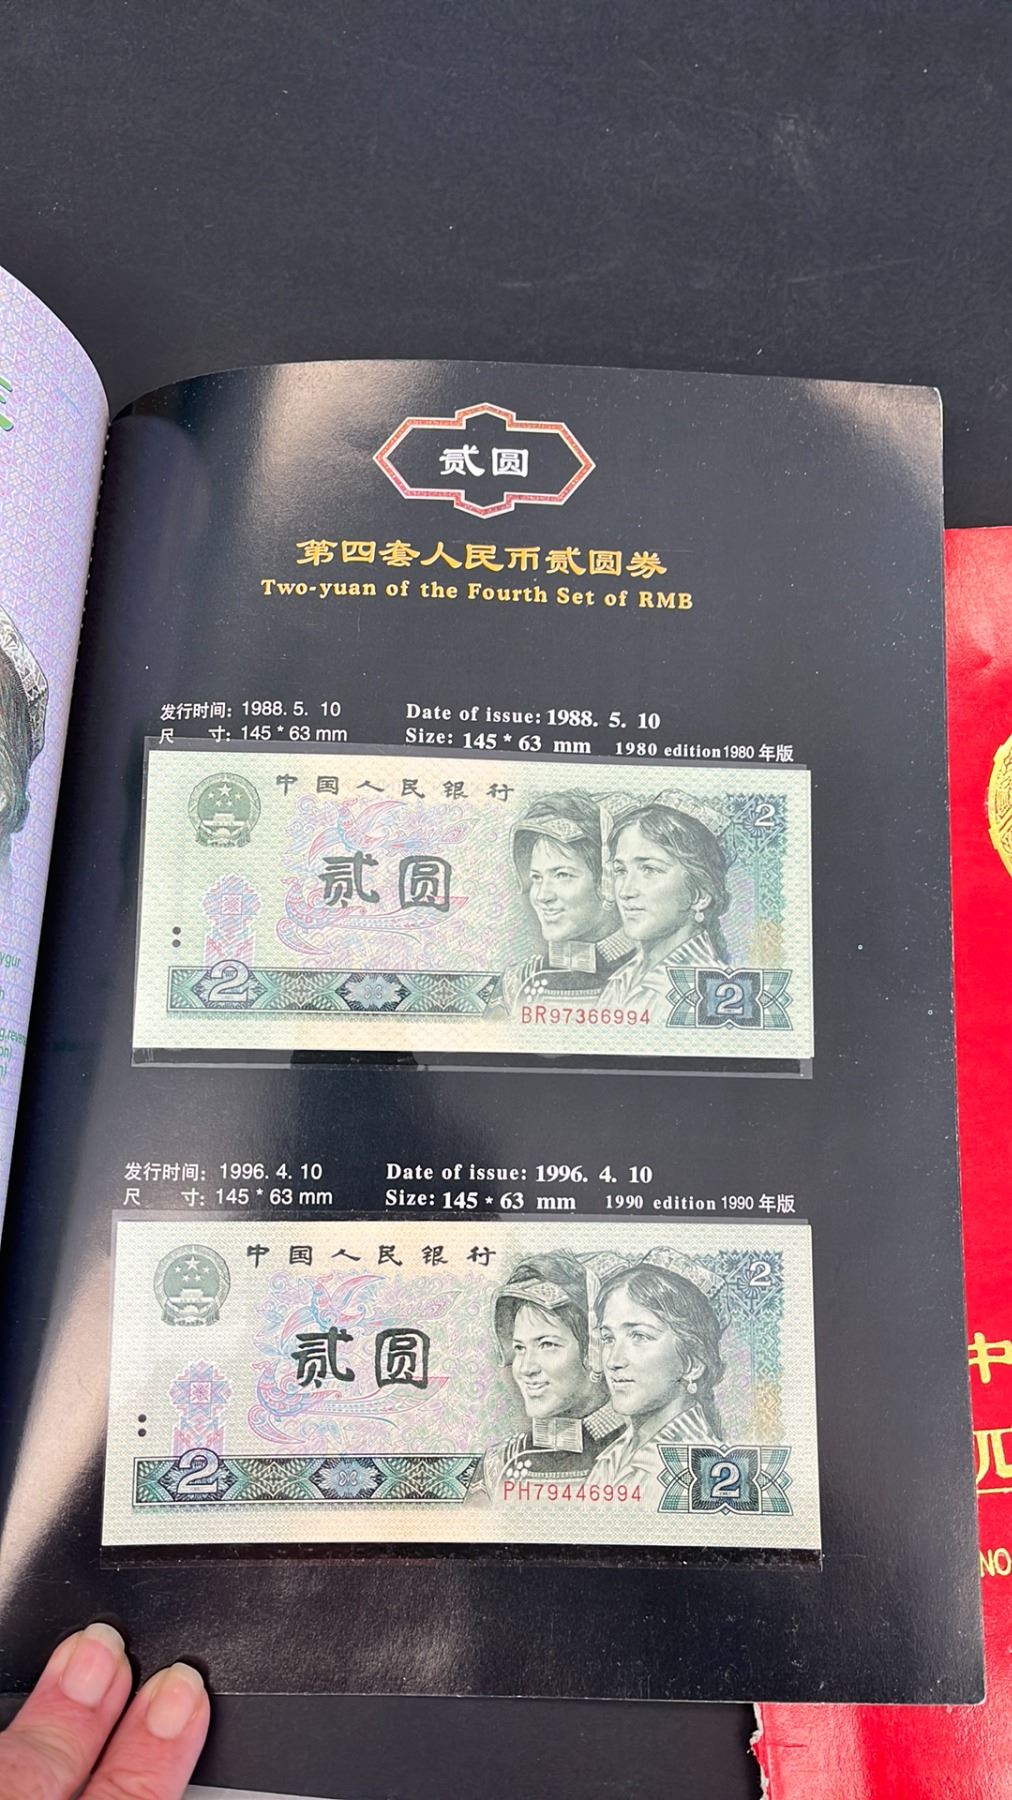 贰圆
第四套人民币贰圆券
Two-yuan of the Fourth Set of RMB
发行时间: 1988. 5. 10 Date of issue: 1988. 5. 10
尺 寸: 145 * 63 mm Size: 145 * 63 mm 1980 edition 1980 年版
中国人民银行
2
贰圆
2
BR97366994
2
发行时间: 1996. 4. 10 Date of issue: 1996. 4. 10
尺 寸: 145 * 63 mm Size: 145 * 63 mm 1990 edition 1990 年版
中国人民银行
2
贰圆
2
PH79446994
2
中
NO